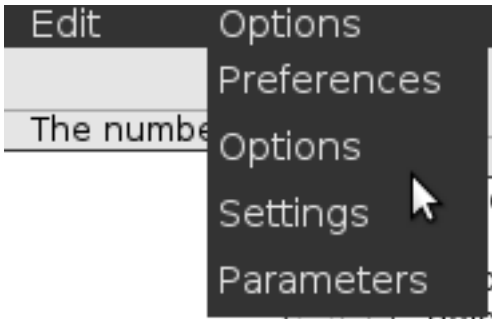 Edit Options
Preferences
The numbe
Options
Settings
Parameters